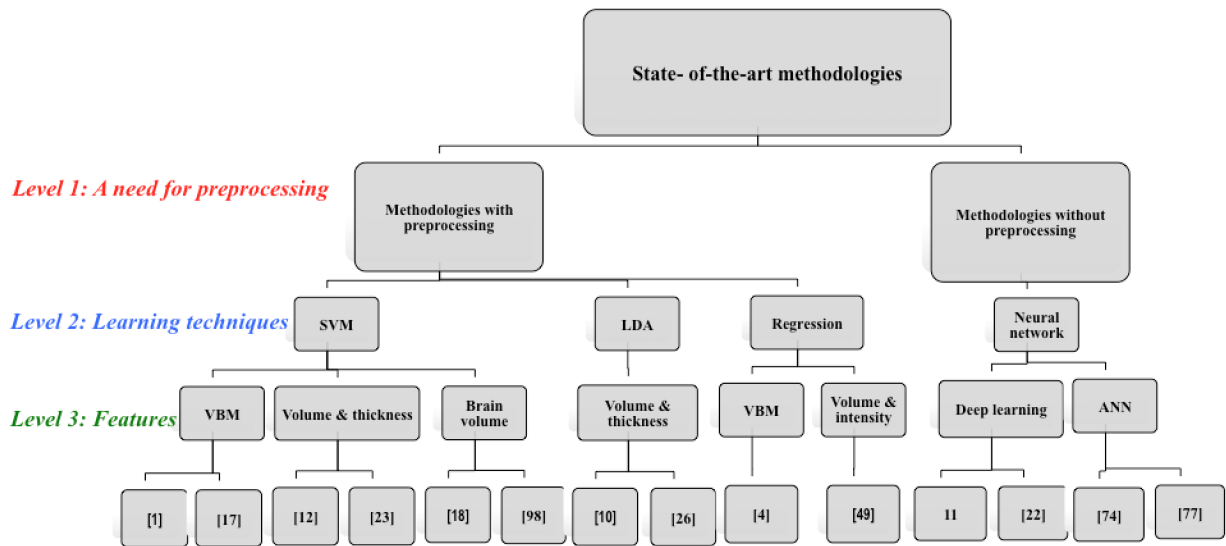 State- of-the-art methodologies
Level 1: A need for preprocessing
Methodologies with
preprocessing
Methodologies without
preprocessing
Level 2: Learning techniques
SVM
LDA
Regression
Neural
network
Level 3: Features
VBM
Volume & thickness
Brain
volume
Volume &
thickness
VBM
Volume &
intensity
Deep learning
ANN
[1]
[17]
[12]
[23]
[18]
[98]
[10]
[26]
[4]
[49]
11
[22]
[74]
[77]